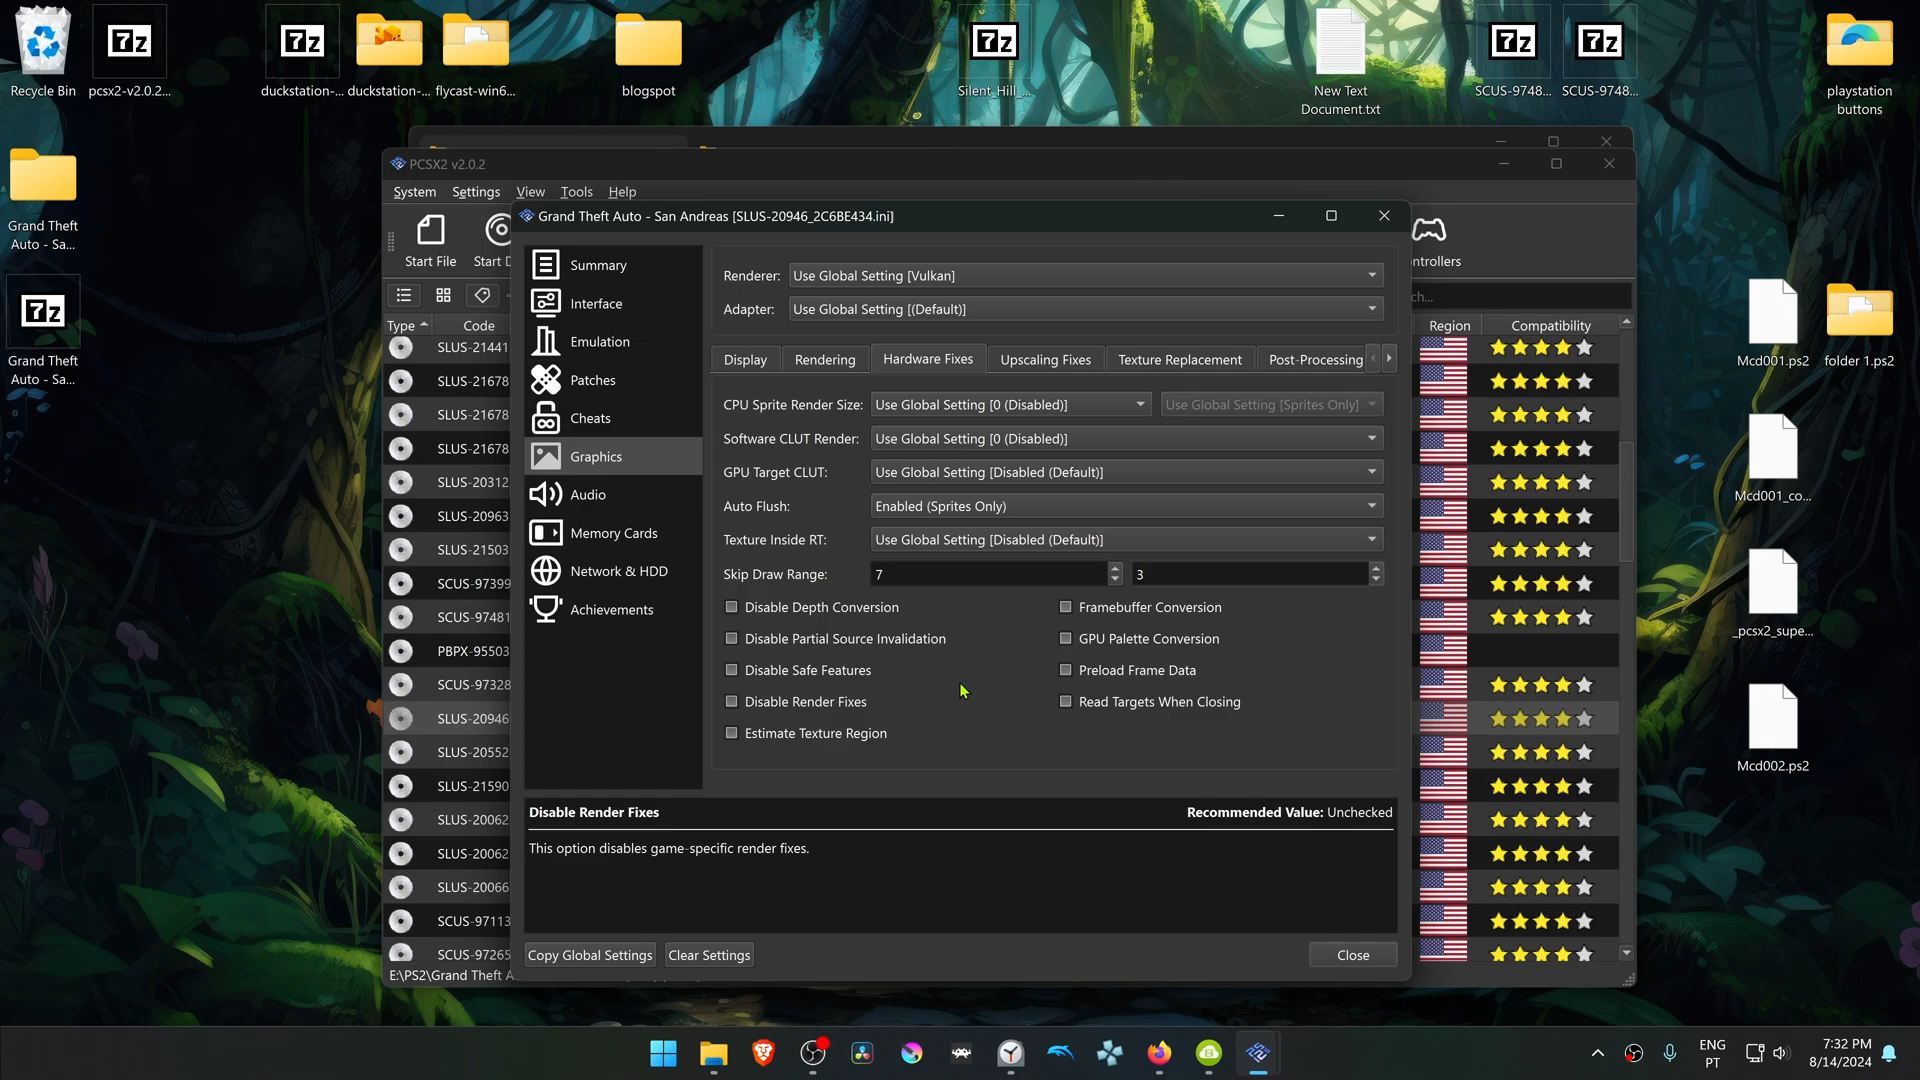 Recycle Bin
pcsx2-v2.0.2...
duckstation-...
duckstation-...
flycast-win6...
blogspot
Silent_Hill_...
New Text
Document.txt
SCUS-9748...
SCUS-9748...
playstation
buttons
Grand Theft
Auto - Sa...
Grand Theft
Auto - Sa...
Mcd001.ps2
folder 1.ps2
Mcd001_co...
_pcsx2_supe...
Mcd002.ps2
PCSX2 v2.0.2
System Settings View Tools Help
Start File
Start D
ntrollers
ch...
Type Code
Region Compatibility
SLUS-21441
SLUS-21678
SLUS-21678
SLUS-21678
SLUS-20312
SLUS-20963
SLUS-21503
SCUS-97399
SCUS-97481
PBPX-95503
SCUS-97328
SLUS-20946
SLUS-20552
SLUS-21590
SLUS-20062
SLUS-20062
SLUS-20066
SCUS-97113
SCUS-97265
E:\PS2\Grand Theft A
Grand Theft Auto - San Andreas [SLUS-20946_2C6BE434.ini]
Summary
Interface
Emulation
Patches
Cheats
Graphics
Audio
Memory Cards
Network & HDD
Achievements
Renderer: Use Global Setting [Vulkan]
Adapter: Use Global Setting [(Default)]
Display Rendering Hardware Fixes Upscaling Fixes Texture Replacement Post-Processing
CPU Sprite Render Size: Use Global Setting [0 (Disabled)] Use Global Setting [Sprites Only]
Software CLUT Render: Use Global Setting [0 (Disabled)]
GPU Target CLUT: Use Global Setting [Disabled (Default)]
Auto Flush: Enabled (Sprites Only)
Texture Inside RT: Use Global Setting [Disabled (Default)]
Skip Draw Range: 7 3
Disable Depth Conversion Framebuffer Conversion
Disable Partial Source Invalidation GPU Palette Conversion
Disable Safe Features Preload Frame Data
Disable Render Fixes Read Targets When Closing
Estimate Texture Region
Disable Render Fixes Recommended Value: Unchecked
This option disables game-specific render fixes.
Copy Global Settings Clear Settings Close
ENG
PT
7:32 PM
8/14/2024